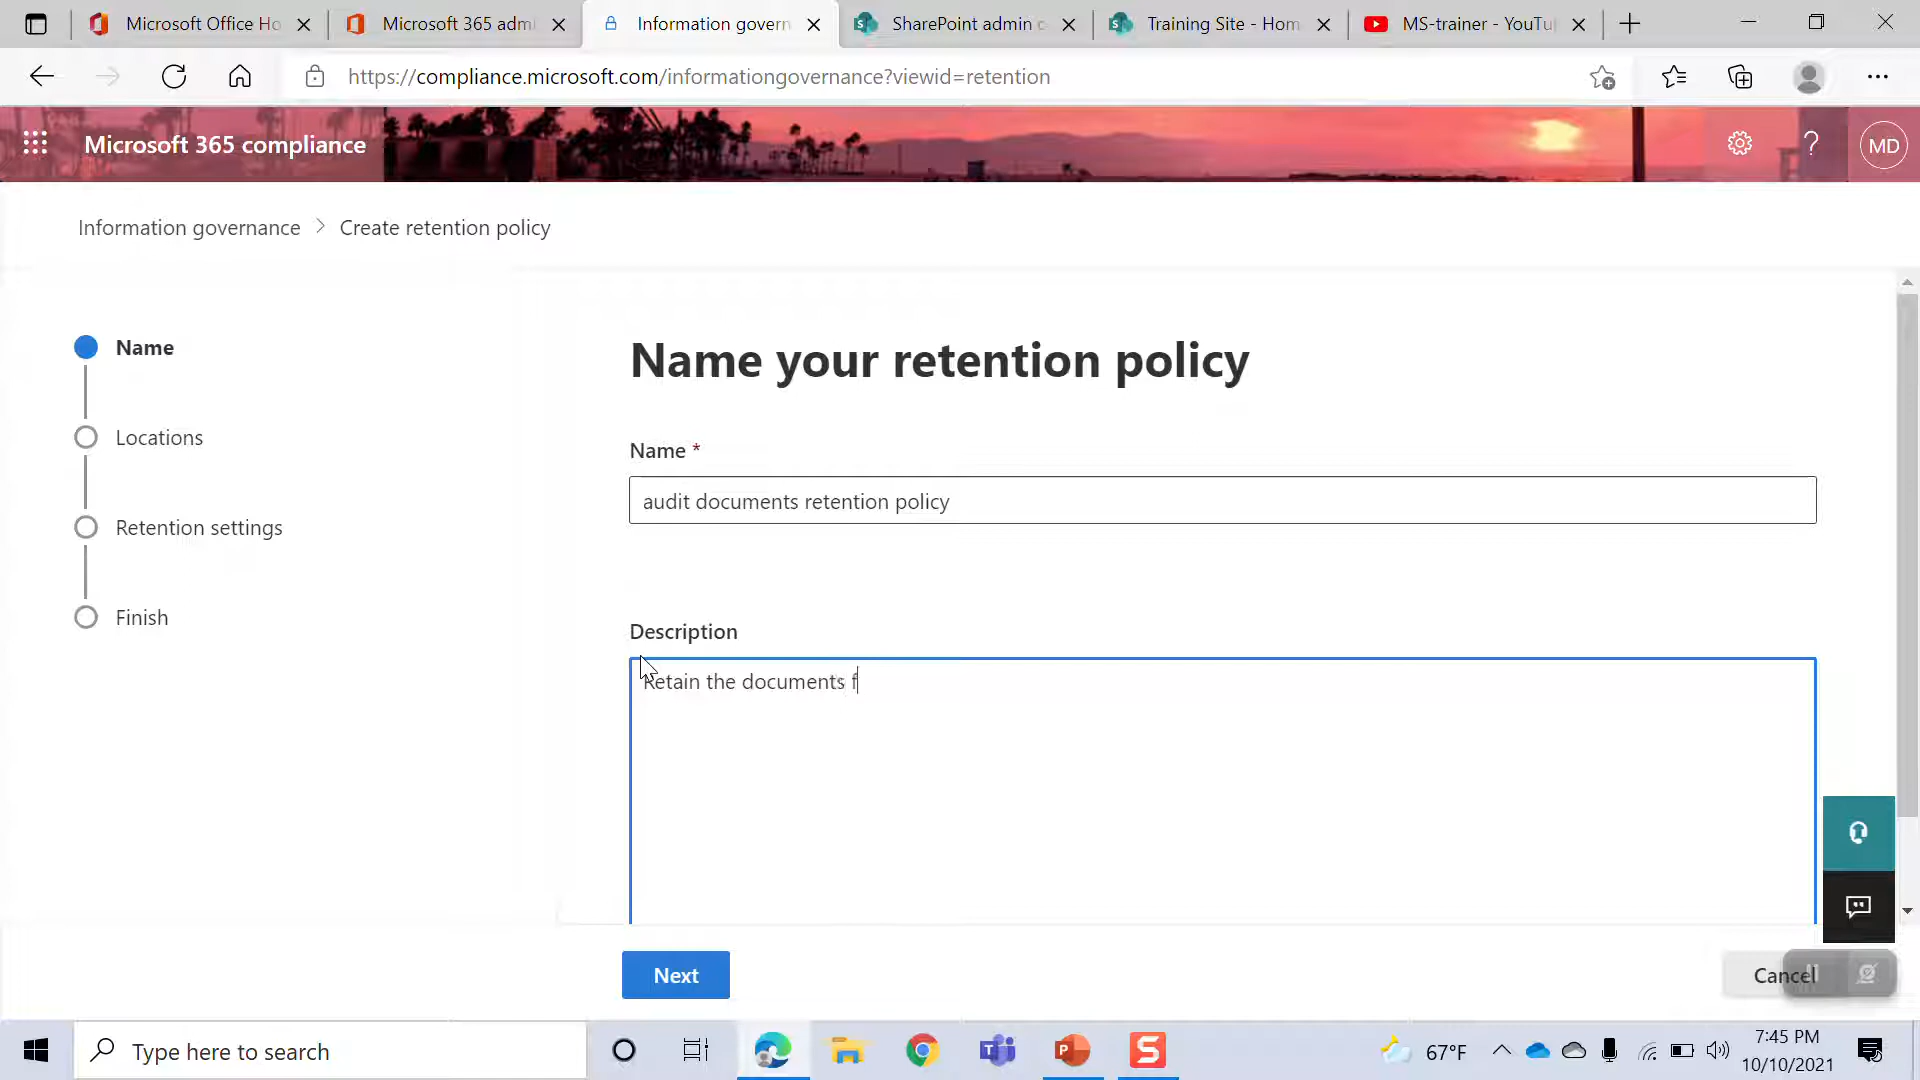 Microsoft Office Ho
Microsoft 365 admi
Information govern
SharePoint admin c
Training Site - Hom
MS-trainer - YouTu
https://compliance.microsoft.com/informationgovernance?viewid=retention
Microsoft 365 compliance
MD
Information governance > Create retention policy
Name
Locations
Retention settings
Finish
Name your retention policy
Name *
audit documents retention policy
Description
Retain the documents f
Next
Cancel
Type here to search
67°F
7:45 PM
10/10/2021